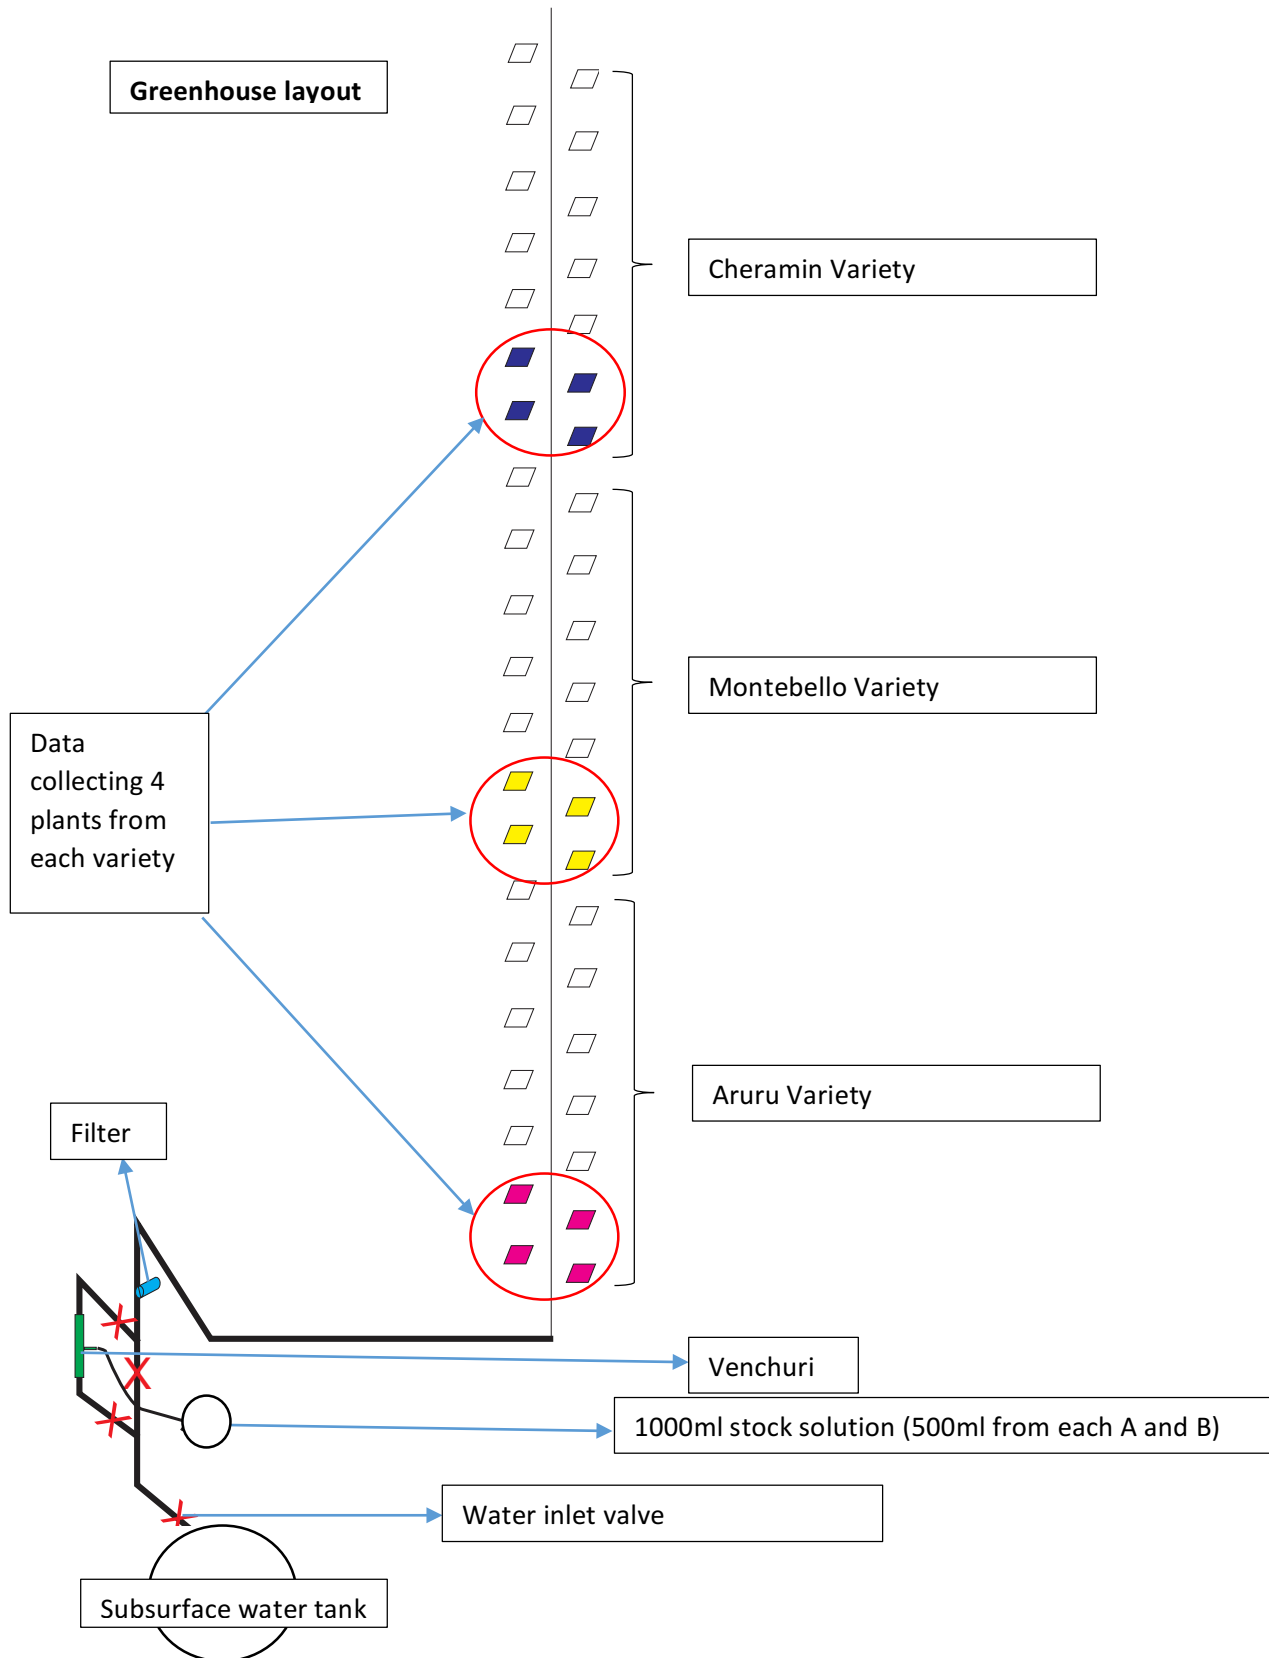 Greenhouse layout
Cheramin Variety
Montebello Variety
Data
collecting 4
plants from
each variety
Aruru Variety
Filter
Venchuri
1000ml stock solution (500ml from each A and B)
Water inlet valve
Subsurface water tank